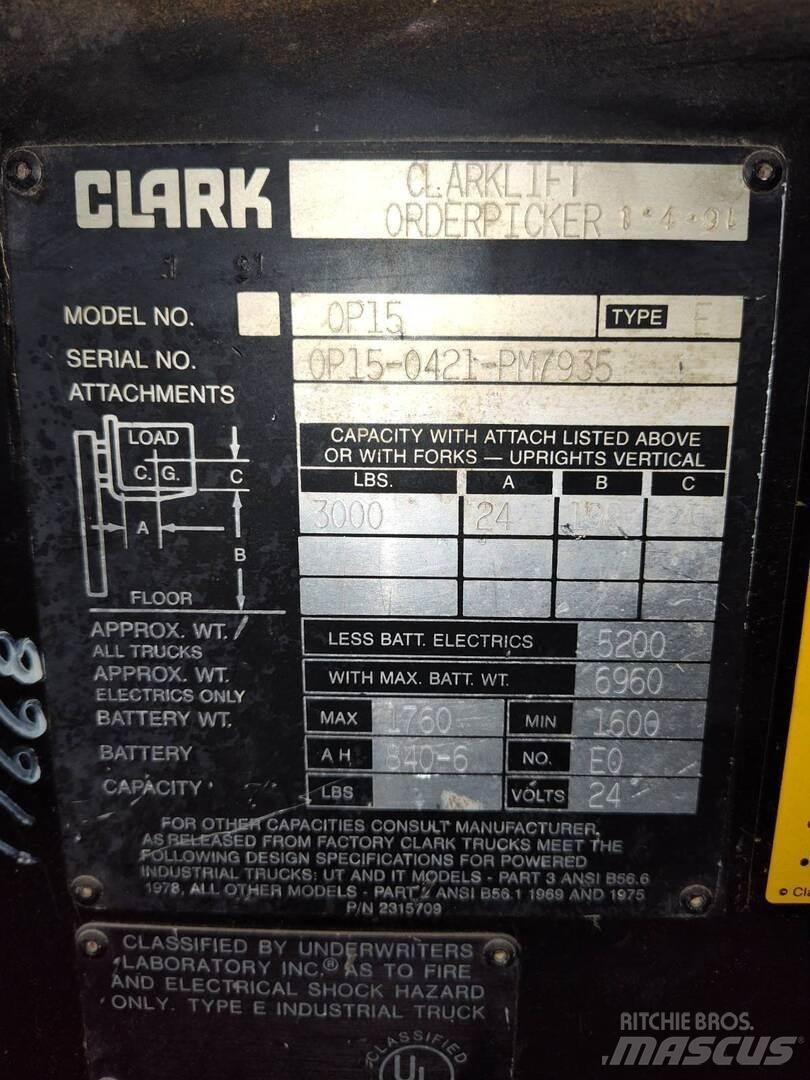 CLARK
CLARKLIFT
ORDERPICKER
MODEL NO. OP15 TYPE E
SERIAL NO. OP15-0421-PM7935
ATTACHMENTS
CAPACITY WITH ATTACH LISTED ABOVE
OR WITH FORKS — UPRIGHTS VERTICAL
LBS. A B C
3000 24
LOAD
C. G.
C
A
B
FLOOR
APPROX. WT.
ALL TRUCKS
LESS BATT. ELECTRICS 5200
APPROX. WT.
ELECTRICS ONLY
WITH MAX. BATT. WT. 6960
BATTERY WT. MAX 1760 MIN 1600
BATTERY AH 840-6 NO. E0
CAPACITY LBS VOLTS 24
FOR OTHER CAPACITIES CONSULT MANUFACTURER.
AS RELEASED FROM FACTORY CLARK TRUCKS MEET THE
FOLLOWING DESIGN SPECIFICATIONS FOR POWERED
INDUSTRIAL TRUCKS: UT AND IT MODELS - PART 3 ANSI B56.6
1978, ALL OTHER MODELS - PART 2 ANSI B56.1 1969 AND 1975
P/N 2315709
CLASSIFIED BY UNDERWRITERS
LABORATORY INC.® AS TO FIRE
AND ELECTRICAL SHOCK HAZARD
ONLY. TYPE E INDUSTRIAL TRUCK
CLASSIFIED
UL
© Cla
RITCHIE BROS.
MASCUS